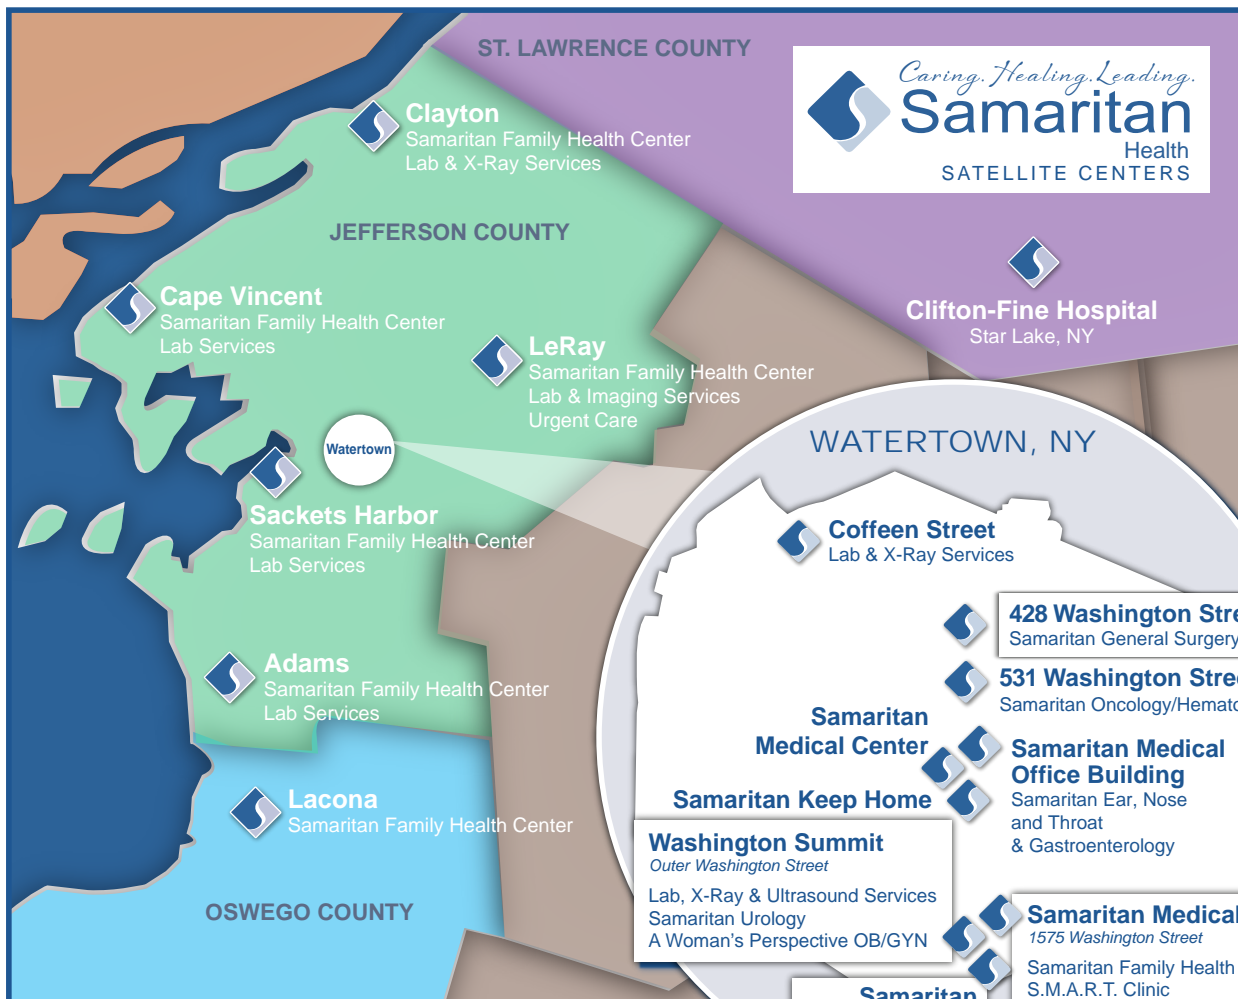 ST. LAWRENCE COUNTY
Caring. Healing. Leading.
Samaritan
Health
SATELLITE CENTERS
Clayton
Samaritan Family Health Center
Lab & X-Ray Services
JEFFERSON COUNTY
Clifton-Fine Hospital
Star Lake, NY
Cape Vincent
Samaritan Family Health Center
Lab Services
LeRay
Samaritan Family Health Center
Lab & Imaging Services
Urgent Care
Watertown
Sackets Harbor
Samaritan Family Health Center
Lab Services
Adams
Samaritan Family Health Center
Lab Services
Lacona
Samaritan Family Health Center
OSWEGO COUNTY
WATERTOWN, NY
Coffeen Street
Lab & X-Ray Services
428 Washington Stre
Samaritan General Surgery
531 Washington Stre
Samaritan Oncology/Hemato
Samaritan
Medical Center
Samaritan Medical
Office Building
Samaritan Ear, Nose
and Throat
& Gastroenterology
Samaritan Keep Home
Washington Summit
Outer Washington Street
Lab, X-Ray & Ultrasound Services
Samaritan Urology
A Woman's Perspective OB/GYN
Samaritan Medical
1575 Washington Street
Samaritan Family Health
S.M.A.R.T. Clinic
Samaritan